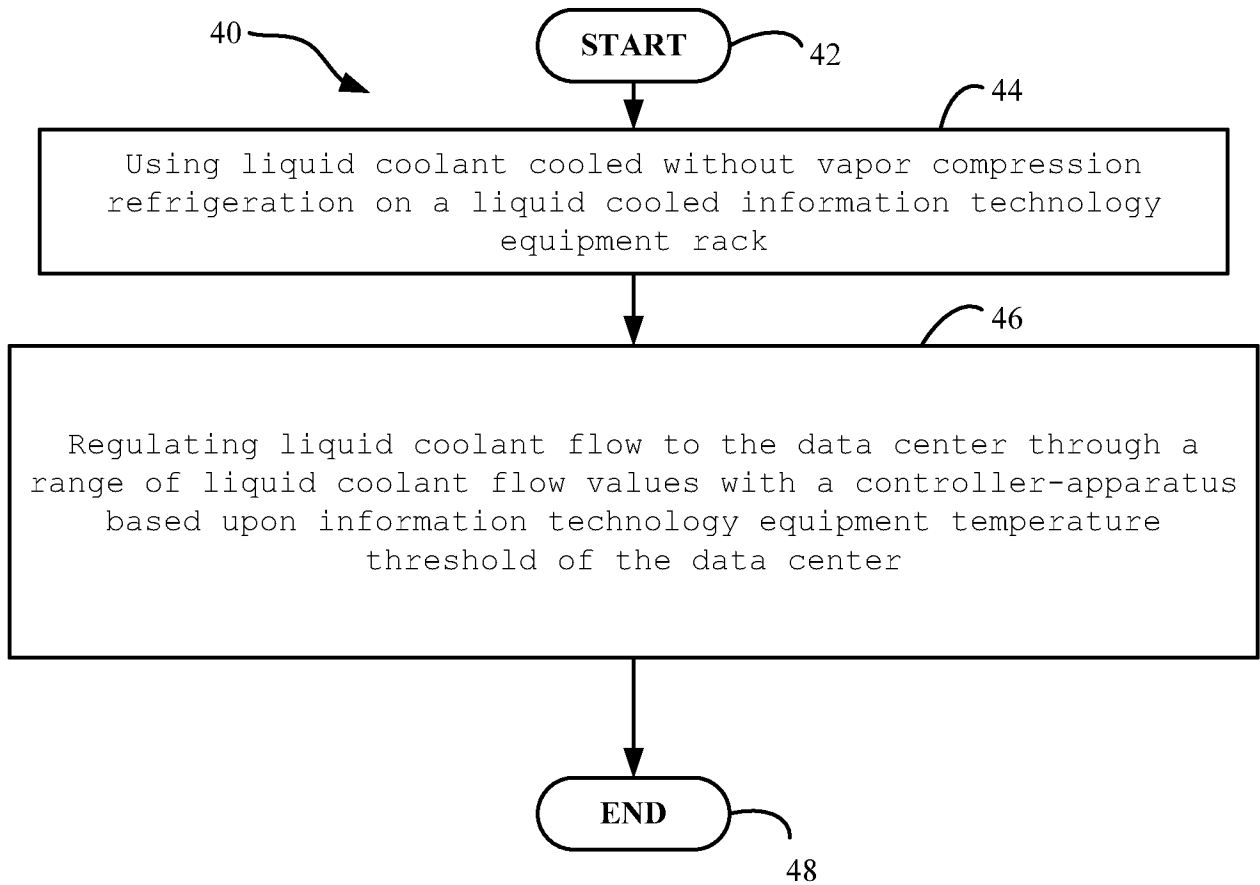 40
START
42
44
Using liquid coolant cooled without vapor compression
refrigeration on a liquid cooled information technology
equipment rack
46
Regulating liquid coolant flow to the data center through a
range of liquid coolant flow values with a controller-apparatus
based upon information technology equipment temperature
threshold of the data center
END
48